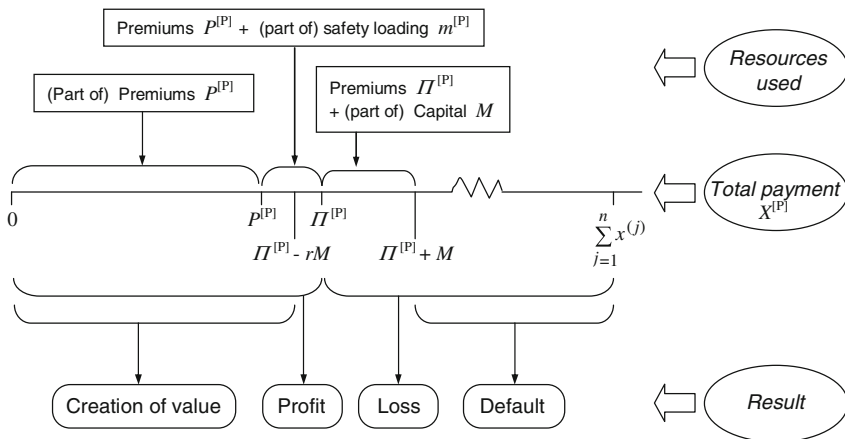 Premiums P^[P] + (part of) safety loading m^[P]
(Part of) Premiums P^[P]
Premiums Π^[P]
+ (part of) Capital M
Resources
used
0
P^[P]
Π^[P]
Π^[P] - rM
Π^[P] + M
n
∑ x^(j)
j=1
Total payment
X^[P]
Creation of value
Profit
Loss
Default
Result